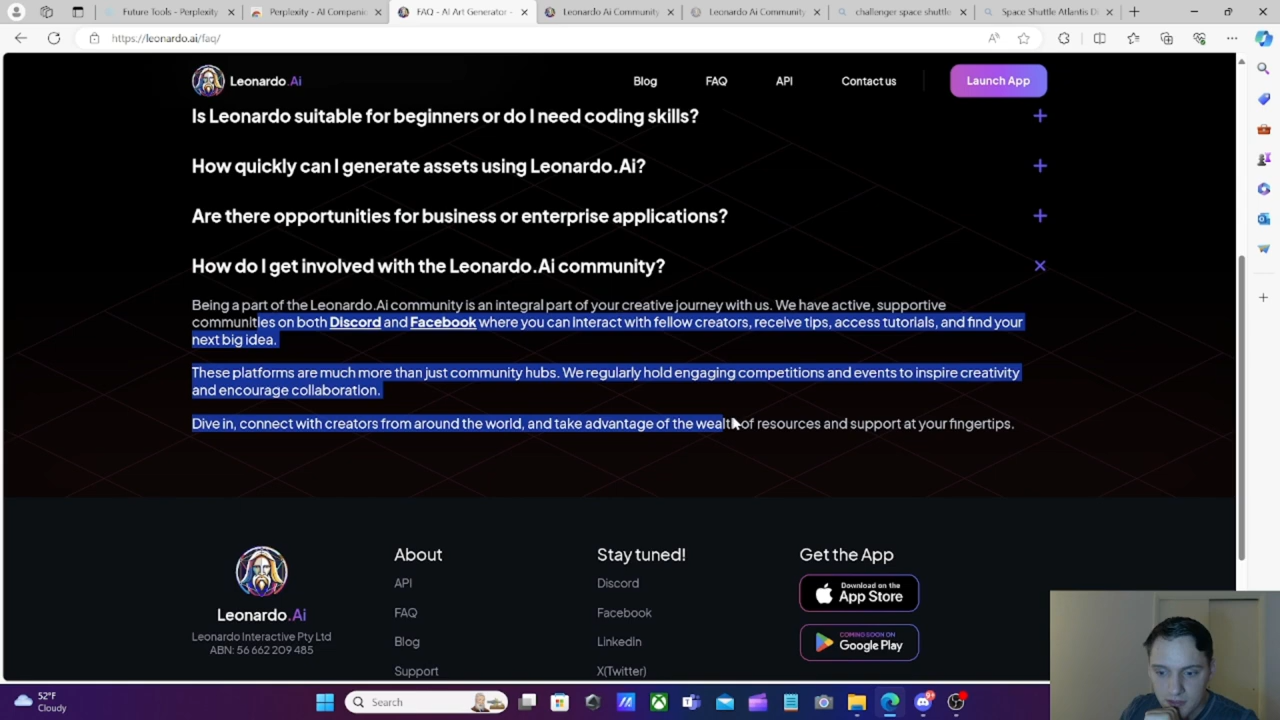 Future Tools - Perplexity
Perplexity - AI Companio
FAQ - AI Art Generator -
Leonardo Ai Community
Leonardo Ai Community
challenger space shuttle
Space Shuttle Atlantis Di
https://leonardo.ai/faq/
Leonardo.Ai
Blog
FAQ
API
Contact us
Launch App
Is Leonardo suitable for beginners or do I need coding skills?
How quickly can I generate assets using Leonardo.Ai?
Are there opportunities for business or enterprise applications?
How do I get involved with the Leonardo.Ai community?
Being a part of the Leonardo.Ai community is an integral part of your creative journey with us. We have active, supportive
communities on both Discord and Facebook where you can interact with fellow creators, receive tips, access tutorials, and find your
next big idea.
These platforms are much more than just community hubs. We regularly hold engaging competitions and events to inspire creativity
and encourage collaboration.
Dive in, connect with creators from around the world, and take advantage of the wealth of resources and support at your fingertips.
Leonardo.Ai
Leonardo Interactive Pty Ltd
ABN: 56 662 209 485
About
API
FAQ
Blog
Support
Stay tuned!
Discord
Facebook
LinkedIn
X(Twitter)
Get the App
Download on the
App Store
COMING SOON ON
Google Play
52°F
Cloudy
Search